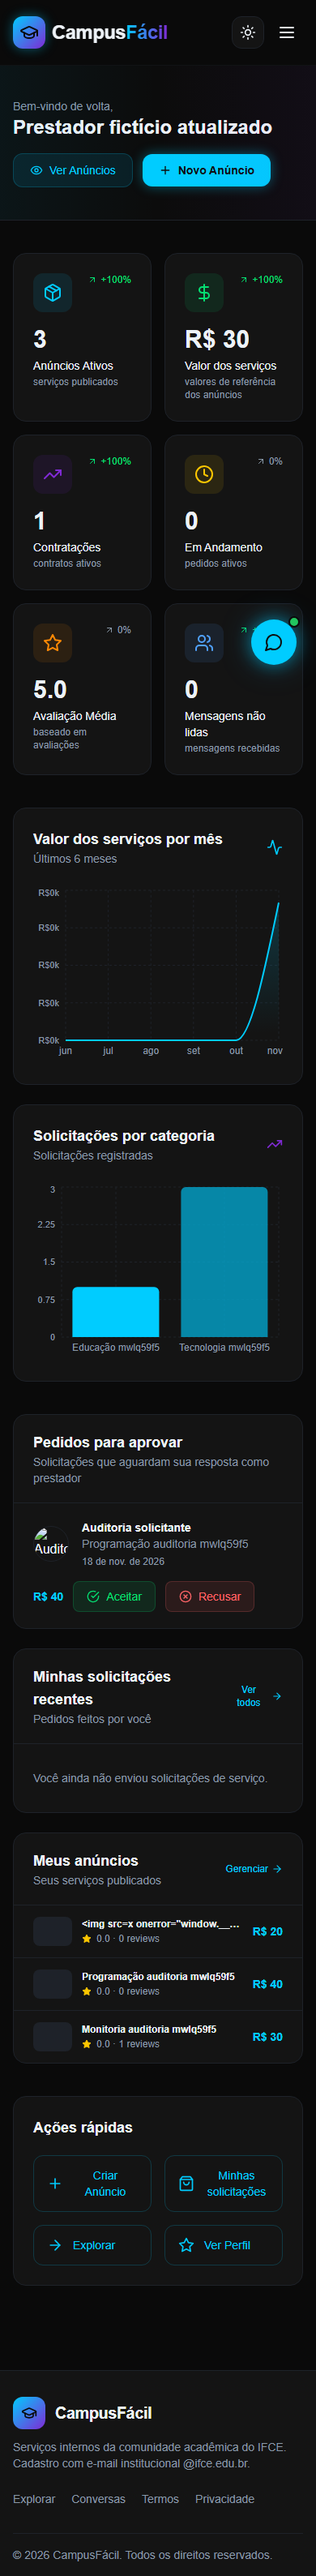 CampusFácil
Bem-vindo de volta,
Prestador fictício atualizado
Ver Anúncios
Novo Anúncio
+100%
3
Anúncios Ativos
serviços publicados
+100%
R$ 30
Valor dos serviços
valores de referência
dos anúncios
+100%
1
Contratações
contratos ativos
0%
0
Em Andamento
pedidos ativos
0%
5.0
Avaliação Média
baseado em
avaliações
0
Mensagens não
lidas
mensagens recebidas
Valor dos serviços por mês
Últimos 6 meses
R$0k
R$0k
R$0k
R$0k
R$0k
jun jul ago set out nov
Solicitações por categoria
Solicitações registradas
3
2.25
1.5
0.75
0
Educação mwlq59f5 Tecnologia mwlq59f5
Pedidos para aprovar
Solicitações que aguardam sua resposta como
prestador
Audito
Auditoria solicitante
Programação auditoria mwlq59f5
18 de nov. de 2026
R$ 40
Aceitar
Recusar
Minhas solicitações
recentes
Pedidos feitos por você
Ver
todos
Você ainda não enviou solicitações de serviço.
Meus anúncios
Seus serviços publicados
Gerenciar
<img src=x onerror="window.__...
0.0 · 0 reviews
R$ 20
Programação auditoria mwlq59f5
0.0 · 0 reviews
R$ 40
Monitoria auditoria mwlq59f5
0.0 · 1 reviews
R$ 30
Ações rápidas
Criar
Anúncio
Minhas
solicitações
Explorar
Ver Perfil
CampusFácil
Serviços internos da comunidade acadêmica do IFCE.
Cadastro com e-mail institucional @ifce.edu.br.
Explorar Conversas Termos Privacidade
© 2026 CampusFácil. Todos os direitos reservados.